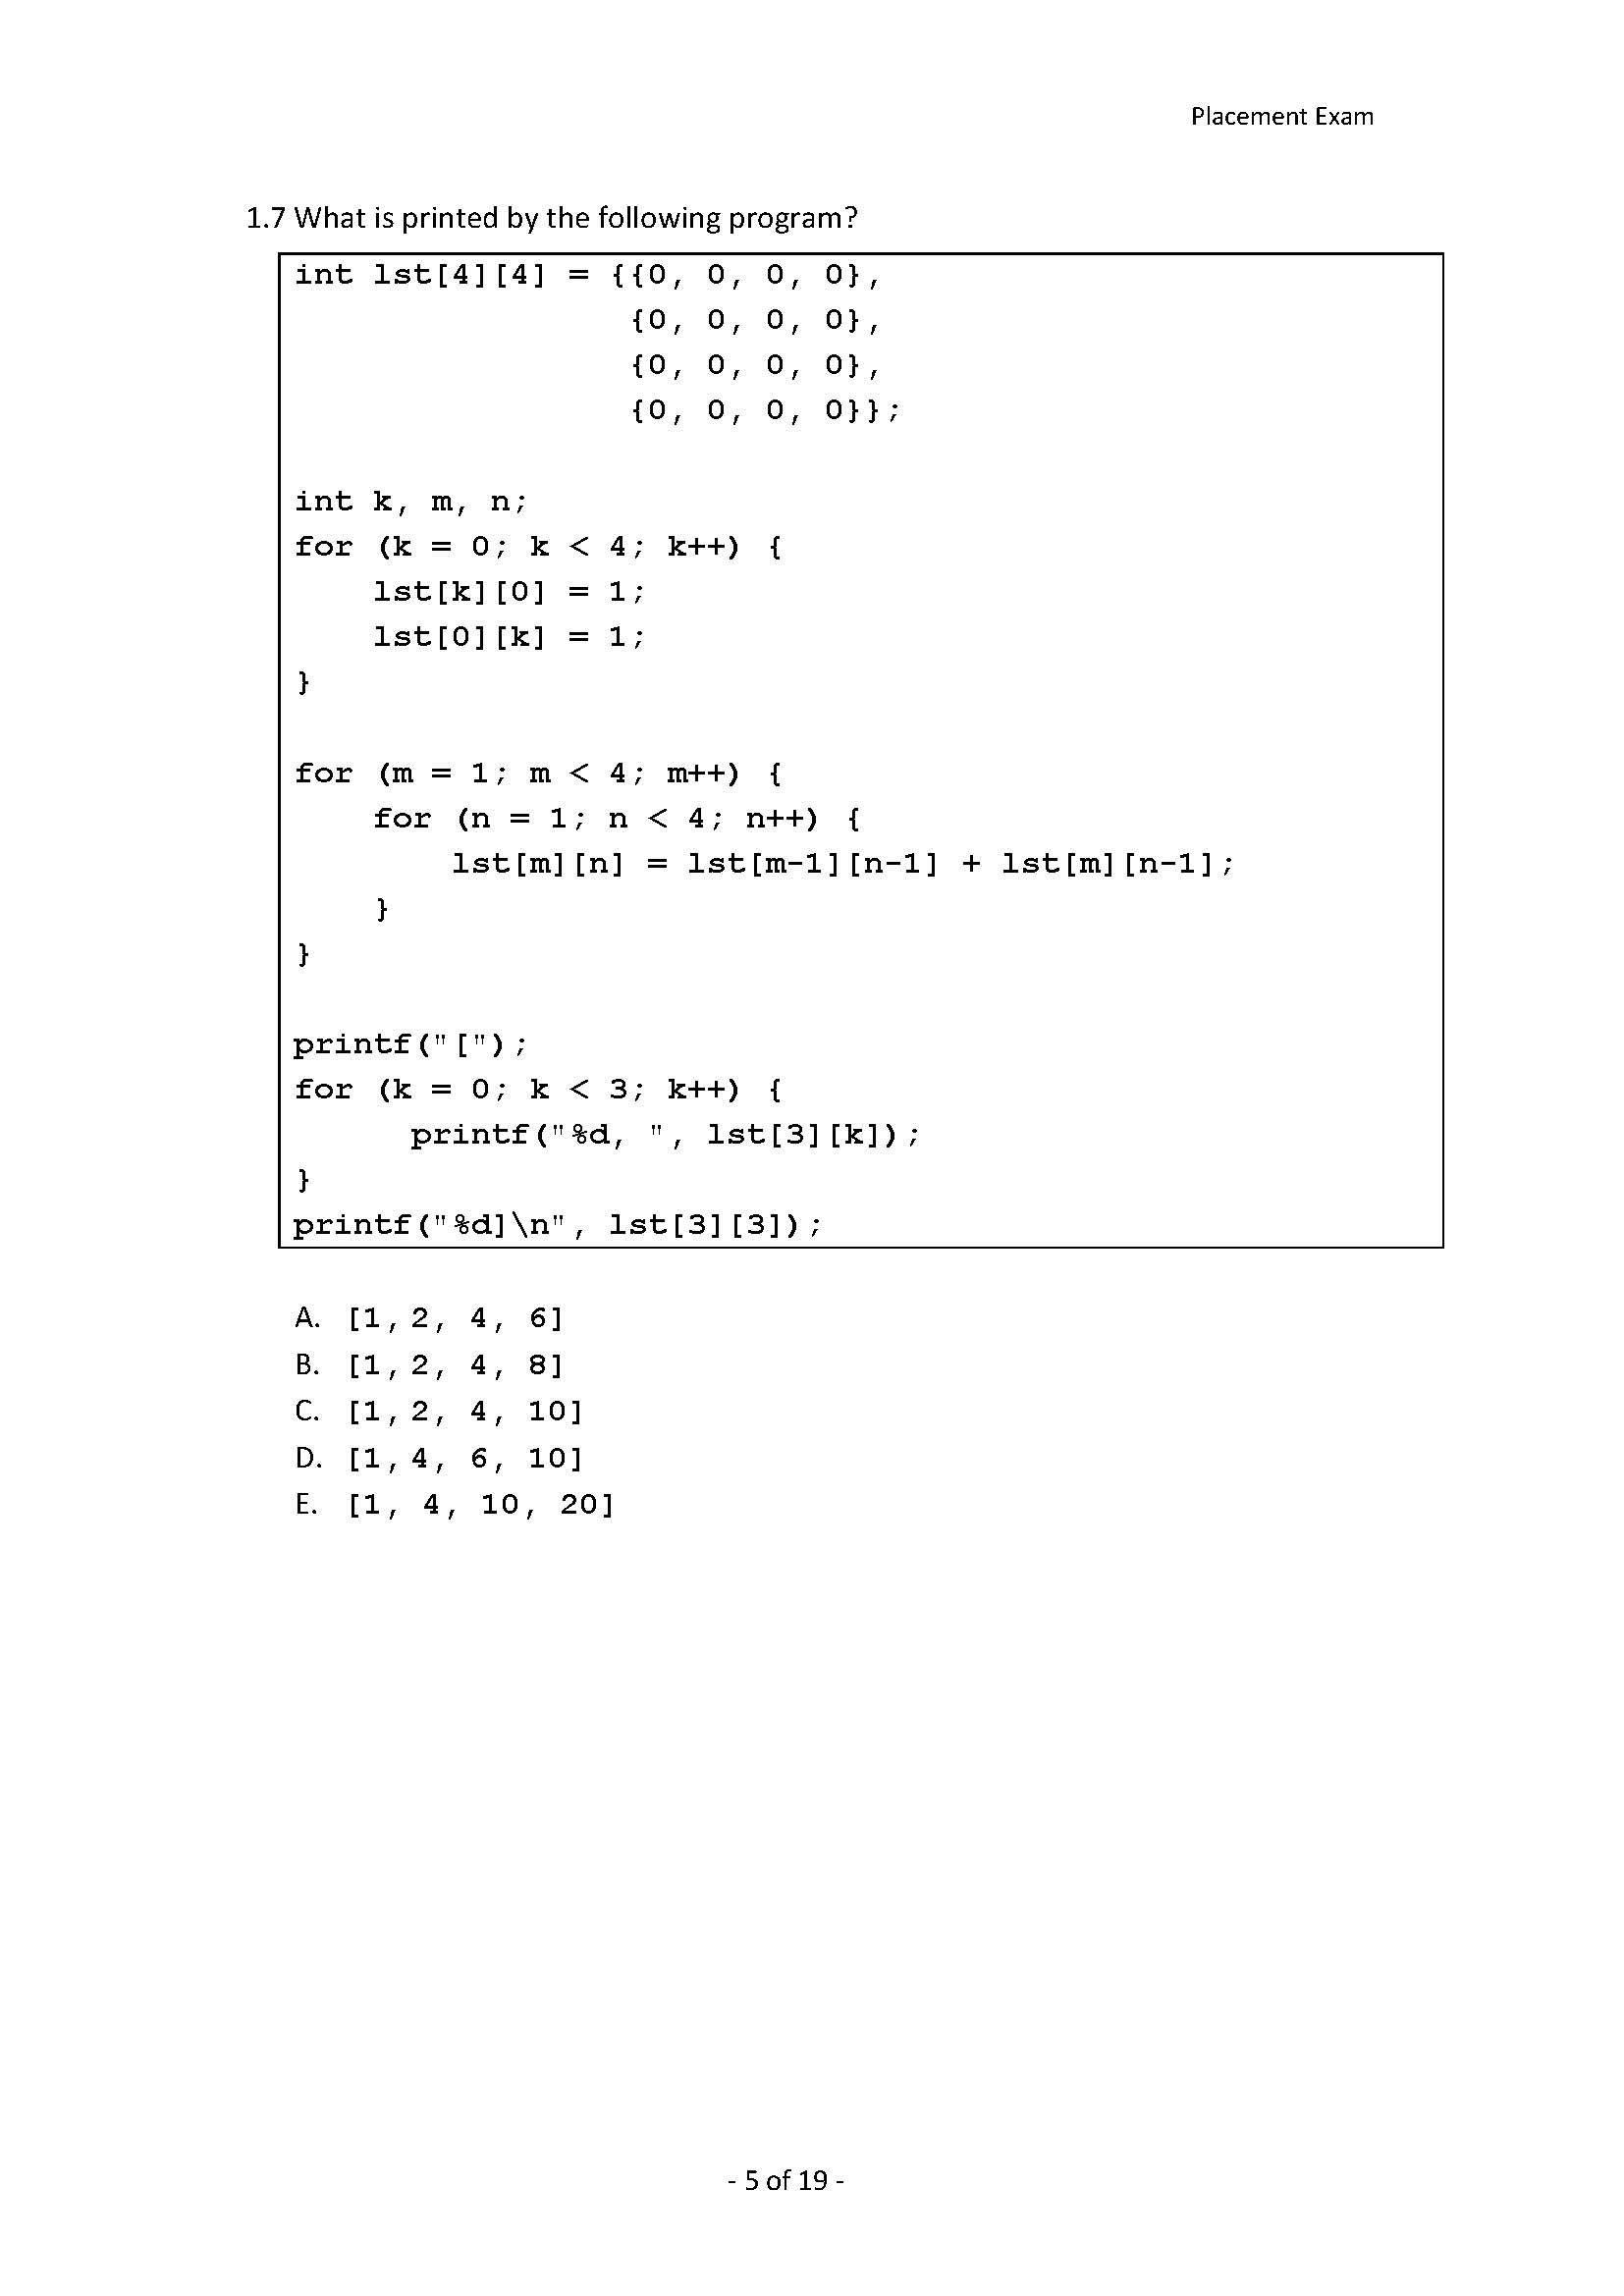 Placement Exam
1.7 What is printed by the following program?
int lst[4][4] = {{0, 0, 0, 0},
                 {0, 0, 0, 0},
                 {0, 0, 0, 0},
                 {0, 0, 0, 0}};
int k, m, n;
for (k = 0; k < 4; k++) {
    lst[k][0] = 1;
    lst[0][k] = 1;
}
for (m = 1; m < 4; m++) {
    for (n = 1; n < 4; n++) {
        lst[m][n] = lst[m-1][n-1] + lst[m][n-1];
    }
}
printf("[");
for (k = 0; k < 3; k++) {
      printf("%d, ", lst[3][k]);
}
printf("%d]\n", lst[3][3]);
A. [1, 2, 4, 6]
B. [1, 2, 4, 8]
C. [1, 2, 4, 10]
D. [1, 4, 6, 10]
E. [1, 4, 10, 20]
- 5 of 19 -